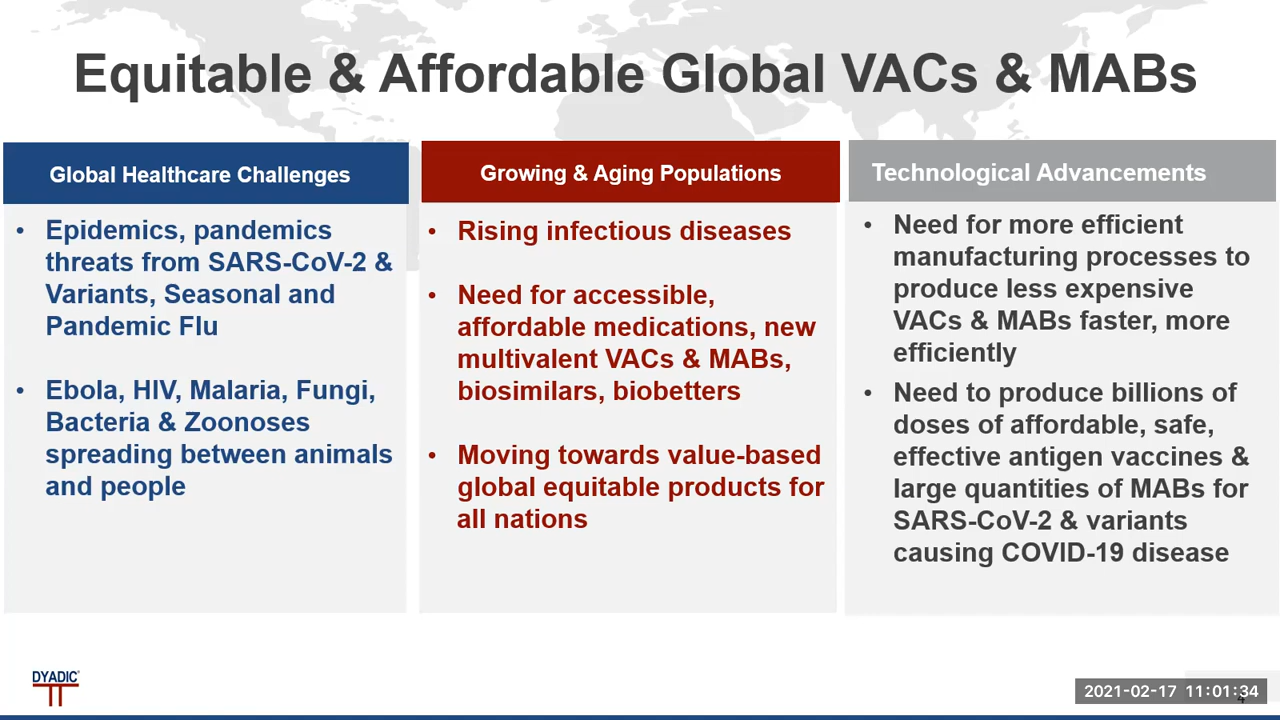 Equitable & Affordable Global VACs & MABs
Global Healthcare Challenges
• Epidemics, pandemics
threats from SARS-CoV-2 &
Variants, Seasonal and
Pandemic Flu
• Ebola, HIV, Malaria, Fungi,
Bacteria & Zoonoses
spreading between animals
and people
Growing & Aging Populations
• Rising infectious diseases
• Need for accessible,
affordable medications, new
multivalent VACs & MABs,
biosimilars, biobetters
• Moving towards value-based
global equitable products for
all nations
Technological Advancements
• Need for more efficient
manufacturing processes to
produce less expensive
VACs & MABs faster, more
efficiently
• Need to produce billions of
doses of affordable, safe,
effective antigen vaccines &
large quantities of MABs for
SARS-CoV-2 & variants
causing COVID-19 disease
DYADIC
2021-02-17 11:01:34
4